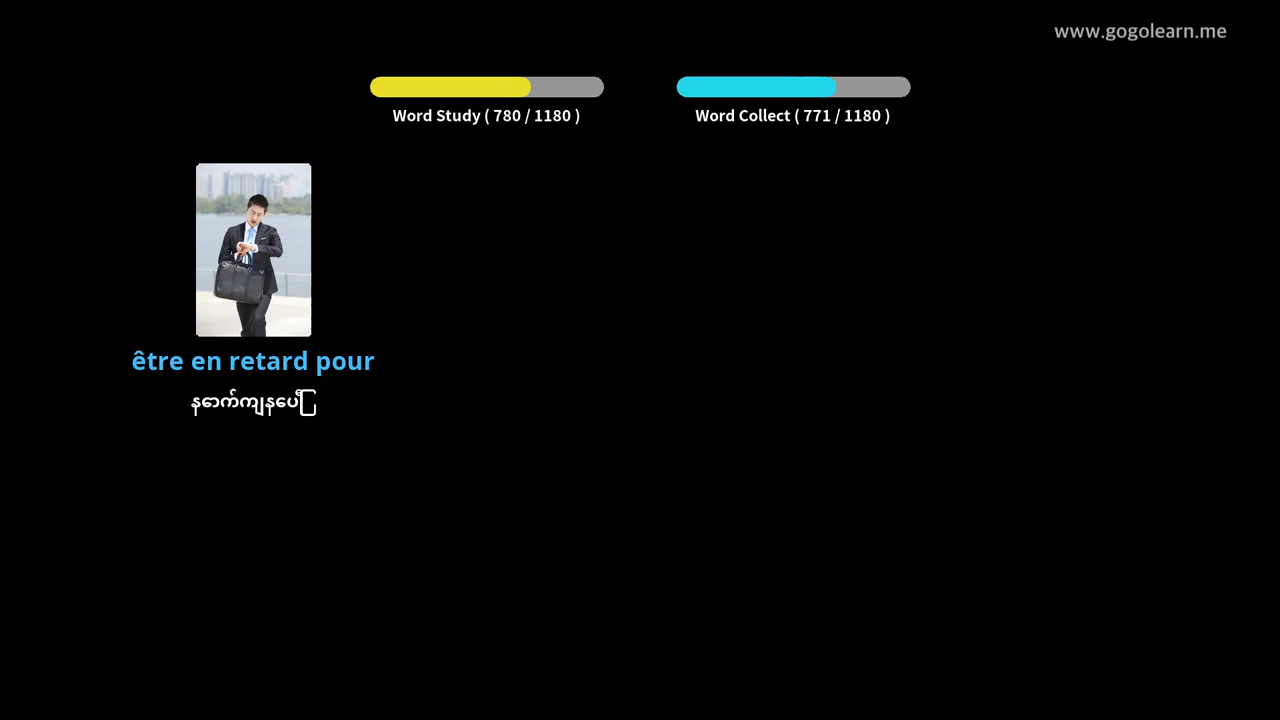 www.gogolearn.me
Word Study ( 780 / 1180 )
Word Collect ( 771 / 1180 )
être en retard pour
နောက်ကျနေပြီ